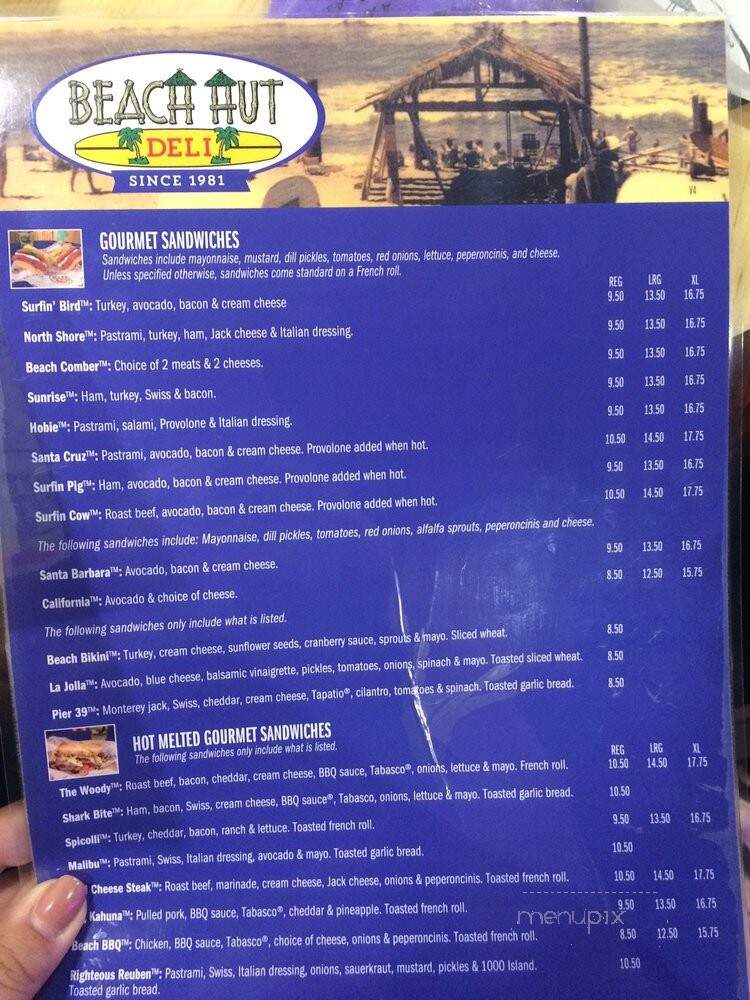 BEACH HUT
DELI
SINCE 1981
V4
GOURMET SANDWICHES
Sandwiches include mayonnaise, mustard, dill pickles, tomatoes, red onions, lettuce, peperoncinis, and cheese.
Unless specified otherwise, sandwiches come standard on a French roll.
REG LRG XL
Surfin' Bird™: Turkey, avocado, bacon & cream cheese 9.50 13.50 16.75
North Shore™: Pastrami, turkey, ham, Jack cheese & Italian dressing. 9.50 13.50 16.75
Beach Comber™: Choice of 2 meats & 2 cheeses. 9.50 13.50 16.75
Sunrise™: Ham, turkey, Swiss & bacon. 9.50 13.50 16.75
Hobie™: Pastrami, salami, Provolone & Italian dressing. 9.50 13.50 16.75
Santa Cruz™: Pastrami, avocado, bacon & cream cheese. Provolone added when hot. 10.50 14.50 17.75
Surfin Pig™: Ham, avocado, bacon & cream cheese. Provolone added when hot. 9.50 13.50 16.75
Surfin Cow™: Roast beef, avocado, bacon & cream cheese. Provolone added when hot. 10.50 14.50 17.75
The following sandwiches include: Mayonnaise, dill pickles, tomatoes, red onions, alfalfa sprouts, peperoncinis and cheese.
Santa Barbara™: Avocado, bacon & cream cheese. 9.50 13.50 16.75
California™: Avocado & choice of cheese. 8.50 12.50 15.75
The following sandwiches only include what is listed.
Beach Bikini™: Turkey, cream cheese, sunflower seeds, cranberry sauce, sprouts & mayo. Sliced wheat. 8.50
La Jolla™: Avocado, blue cheese, balsamic vinaigrette, pickles, tomatoes, onions, spinach & mayo. Toasted sliced wheat. 8.50
Pier 39™: Monterey jack, Swiss, cheddar, cream cheese, Tapatio®, cilantro, tomatoes & spinach. Toasted garlic bread. 8.50
HOT MELTED GOURMET SANDWICHES
The following sandwiches only include what is listed.
REG LRG XL
The Woody™: Roast beef, bacon, cheddar, cream cheese, BBQ sauce, Tabasco®, onions, lettuce & mayo. French roll. 10.50 14.50 17.75
Shark Bite™: Ham, bacon, Swiss, cream cheese, BBQ sauce®, Tabasco, onions, lettuce & mayo. Toasted garlic bread. 10.50
Spicolli™: Turkey, cheddar, bacon, ranch & lettuce. Toasted french roll. 9.50 13.50 16.75
Malibu™: Pastrami, Swiss, Italian dressing, avocado & mayo. Toasted garlic bread. 10.50
Cheese Steak™: Roast beef, marinade, cream cheese, Jack cheese, onions & peperoncinis. Toasted french roll. 10.50 14.50 17.75
Kahuna™: Pulled pork, BBQ sauce, Tabasco®, cheddar & pineapple. Toasted french roll. 9.50 13.50 16.75
Beach BBQ™: Chicken, BBQ sauce, Tabasco®, choice of cheese, onions & peperoncinis. Toasted french roll. 8.50 12.50 15.75
Righteous Reuben™: Pastrami, Swiss, Italian dressing, onions, sauerkraut, mustard, pickles & 1000 Island. 10.50
Toasted garlic bread.
menupix